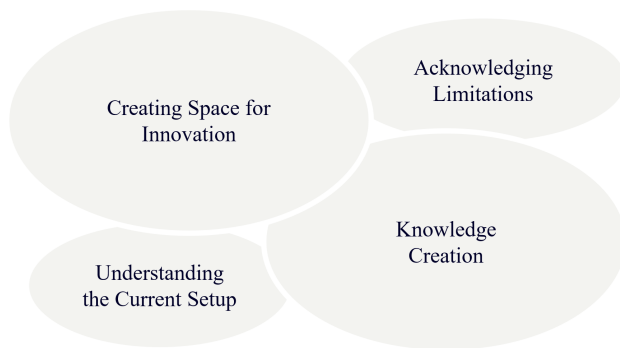 Creating Space for
Innovation
Acknowledging
Limitations
Knowledge
Creation
Understanding
the Current Setup